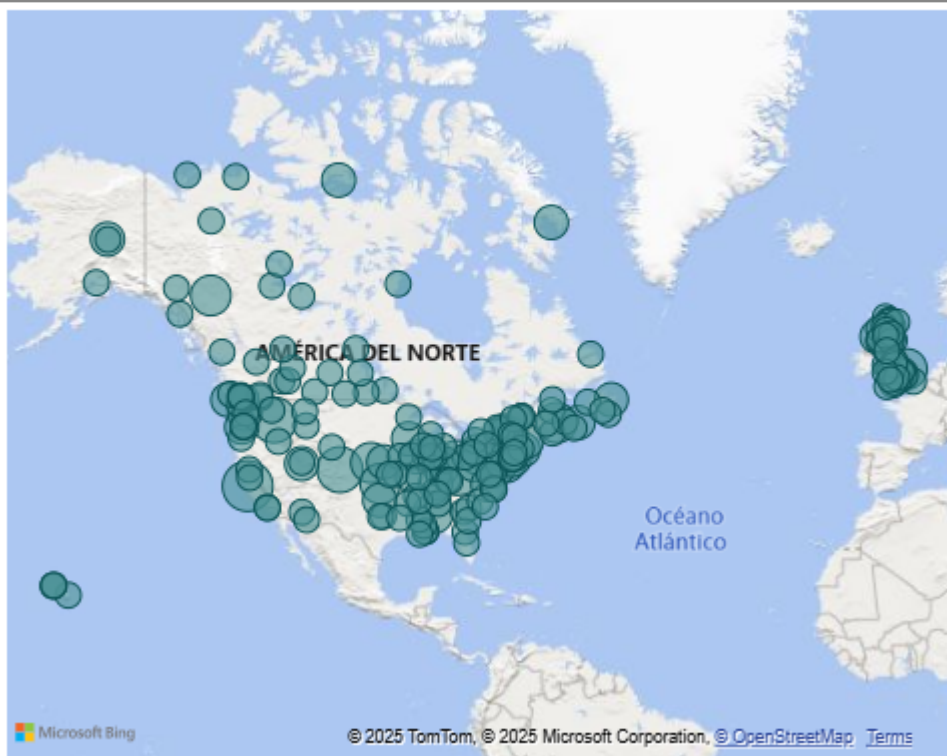 AMÉRICA DEL NORTE
Océano
Atlántico
Microsoft Bing
© 2025 TomTom, © 2025 Microsoft Corporation, © OpenStreetMap Terms